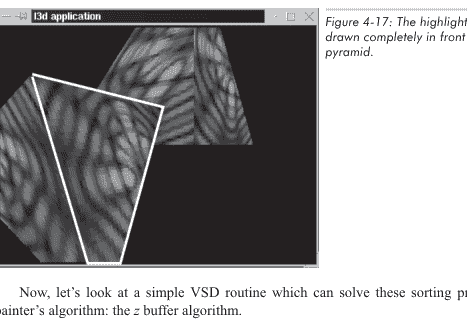 l3d application
Figure 4-17: The highlight
drawn completely in front
pyramid.
Now, let's look at a simple VSD routine which can solve these sorting
painter's algorithm: the z buffer algorithm.